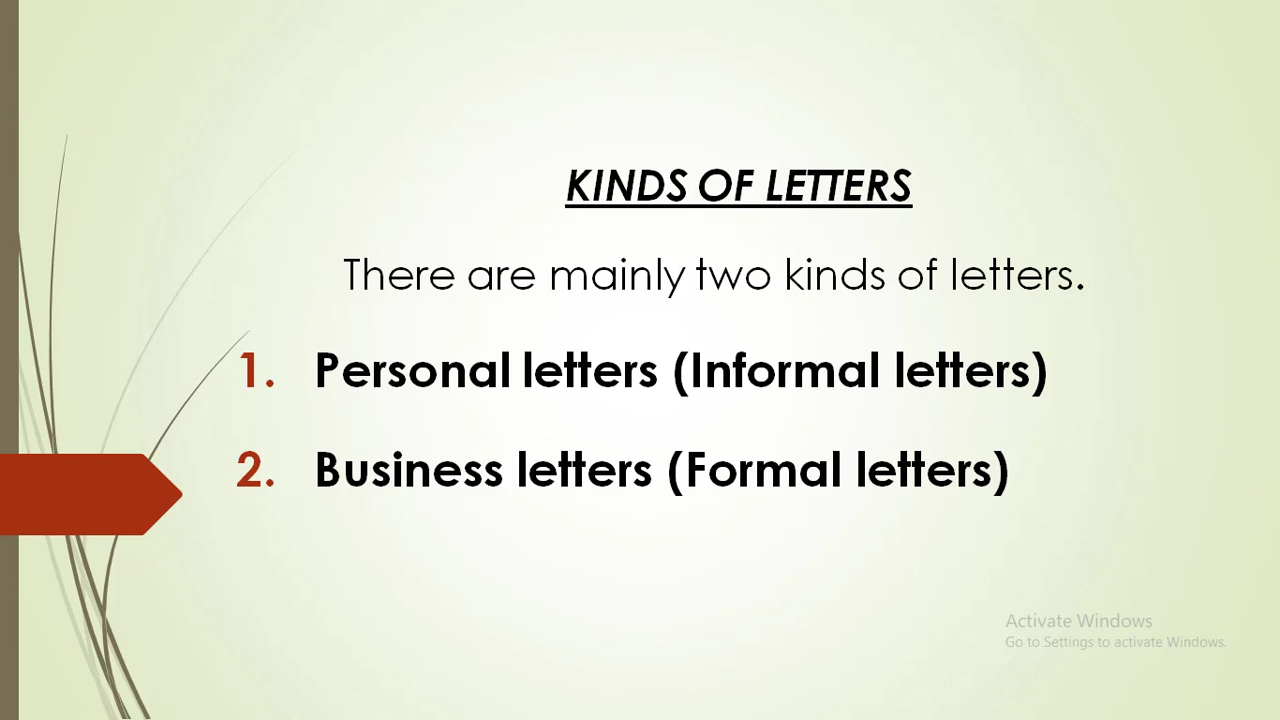 KINDS OF LETTERS
There are mainly two kinds of letters.
1. Personal letters (Informal letters)
2. Business letters (Formal letters)
Activate Windows
Go to Settings to activate Windows.